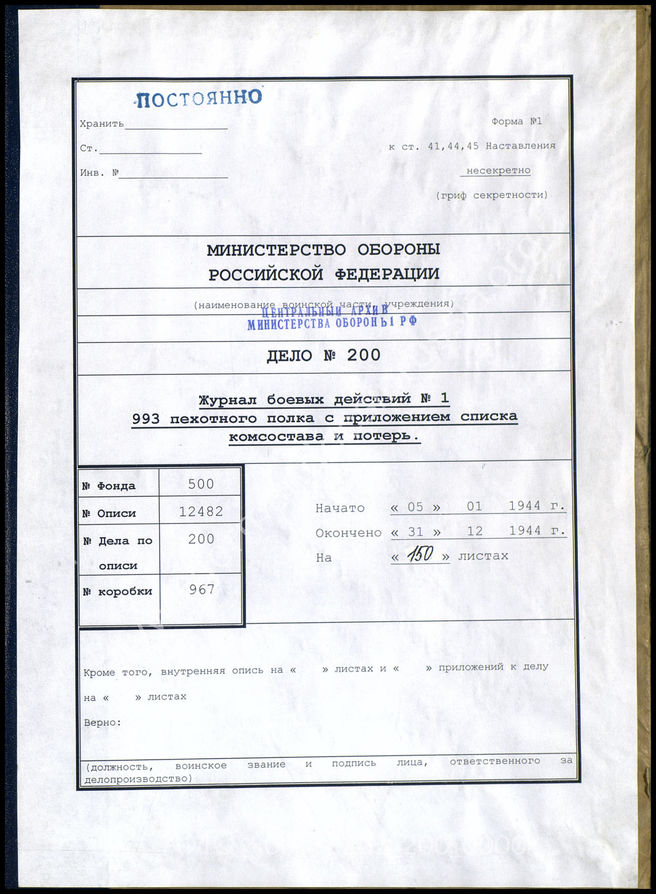 ПОСТОЯННО
Хранить
Форма №1
Ст.
к ст. 41,44,45 Наставления
Инв. №
несекретно
(гриф секретности)
МИНИСТЕРСТВО ОБОРОНЫ
РОССИЙСКОЙ ФЕДЕРАЦИИ
(наименование воинской части, учреждения)
ЦЕНТРАЛЬНЫЙ АРХИВ
МИНИСТЕРСТВА ОБОРОНЫ РФ
ДЕЛО № 200
Журнал боевых действий № 1
993 пехотного полка с приложением списка
комсостава и потерь.
№ Фонда 500
№ Описи 12482
№ Дела по описи 200
№ коробки 967
Начато « 05 » 01 1944 г.
Окончено « 31 » 12 1944 г.
На « 150 » листах
Кроме того, внутренняя опись на « » листах и « » приложений к делу
на « » листах
Верно:
(должность, воинское звание и подпись лица, ответственного за
делопроизводство)